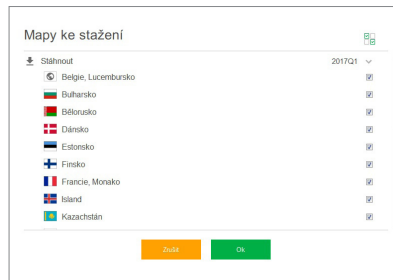 Mapy ke stažení
Stáhnout 2017Q1
Belgie, Lucembursko
Bulharsko
Bělorusko
Dánsko
Estonsko
Finsko
Francie, Monako
Island
Kazachstán
Zrušit Ok